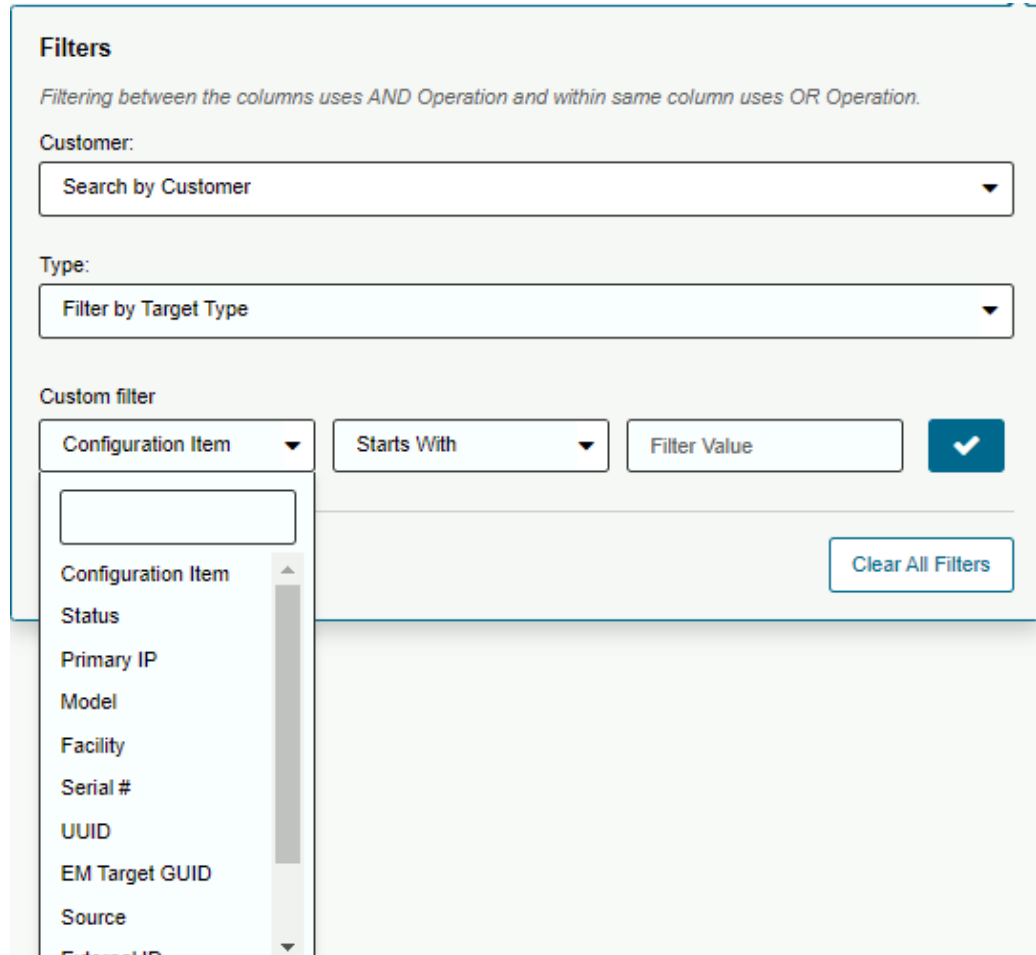 Filters
Filtering between the columns uses AND Operation and within same column uses OR Operation.
Customer:
Search by Customer
Type:
Filter by Target Type
Custom filter
Configuration Item
Starts With
Filter Value
Configuration Item
Status
Primary IP
Model
Facility
Serial #
UUID
EM Target GUID
Source
Clear All Filters